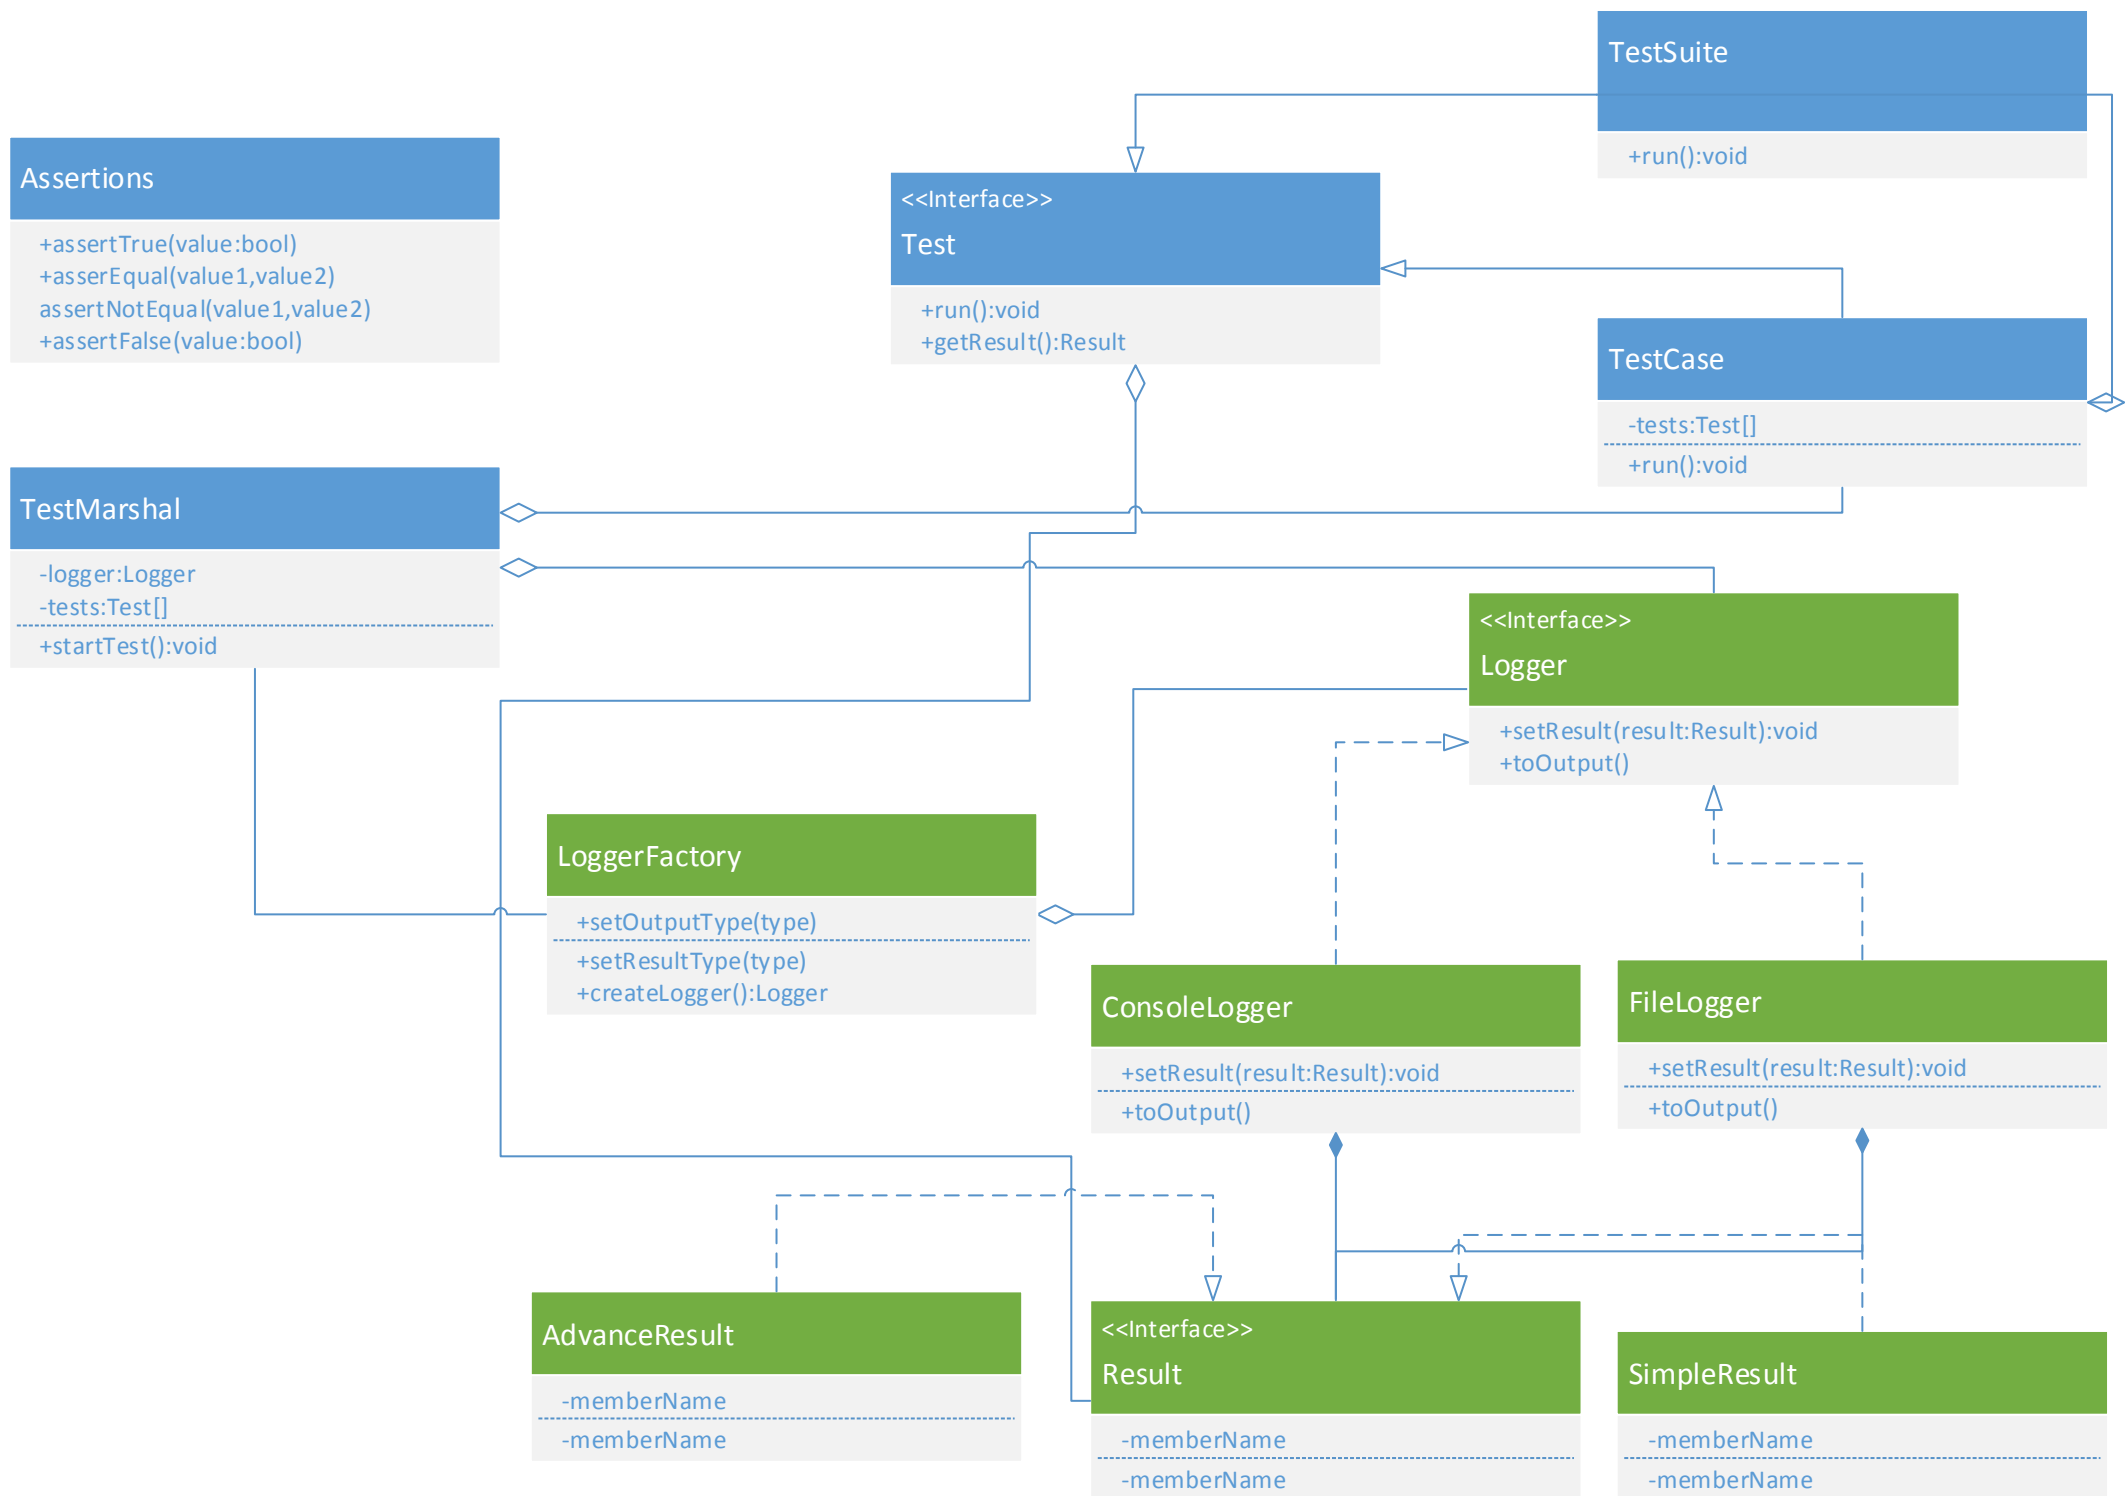 TestSuite
+run():void
Assertions
+assertTrue(value:bool)
+asserEqual(value1,value2)
assertNotEqual(value1,value2)
+assertFalse(value:bool)
<<Interface>>
Test
+run():void
+getResult():Result
TestCase
-tests:Test[]
+run():void
TestMarshal
-logger:Logger
-tests:Test[]
+startTest():void
<<Interface>>
Logger
+setResult(result:Result):void
+toOutput()
LoggerFactory
+setOutputType(type)
+setResultType(type)
+createLogger():Logger
ConsoleLogger
+setResult(result:Result):void
+toOutput()
FileLogger
+setResult(result:Result):void
+toOutput()
AdvanceResult
-memberName
-memberName
<<Interface>>
Result
-memberName
-memberName
SimpleResult
-memberName
-memberName